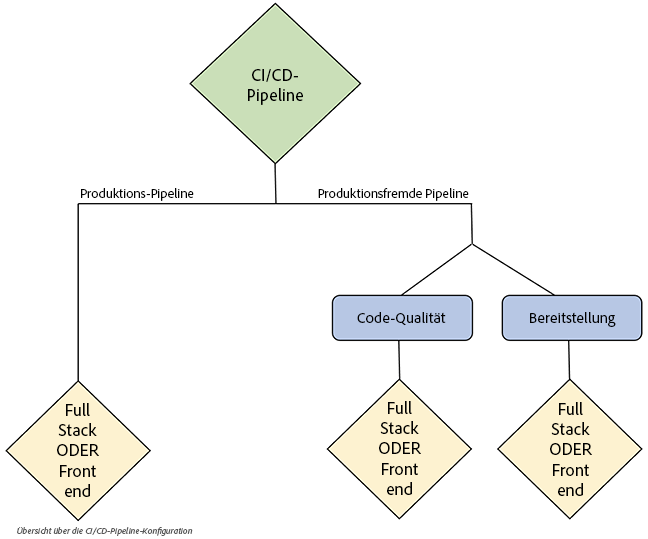 CI/CD-
Pipeline
Produktions-Pipeline
Produktionsfremde Pipeline
Code-Qualität
Bereitstellung
Full
Stack
ODER
Front
end
Full
Stack
ODER
Front
end
Full
Stack
ODER
Front
end
Übersicht über die CI/CD-Pipeline-Konfiguration